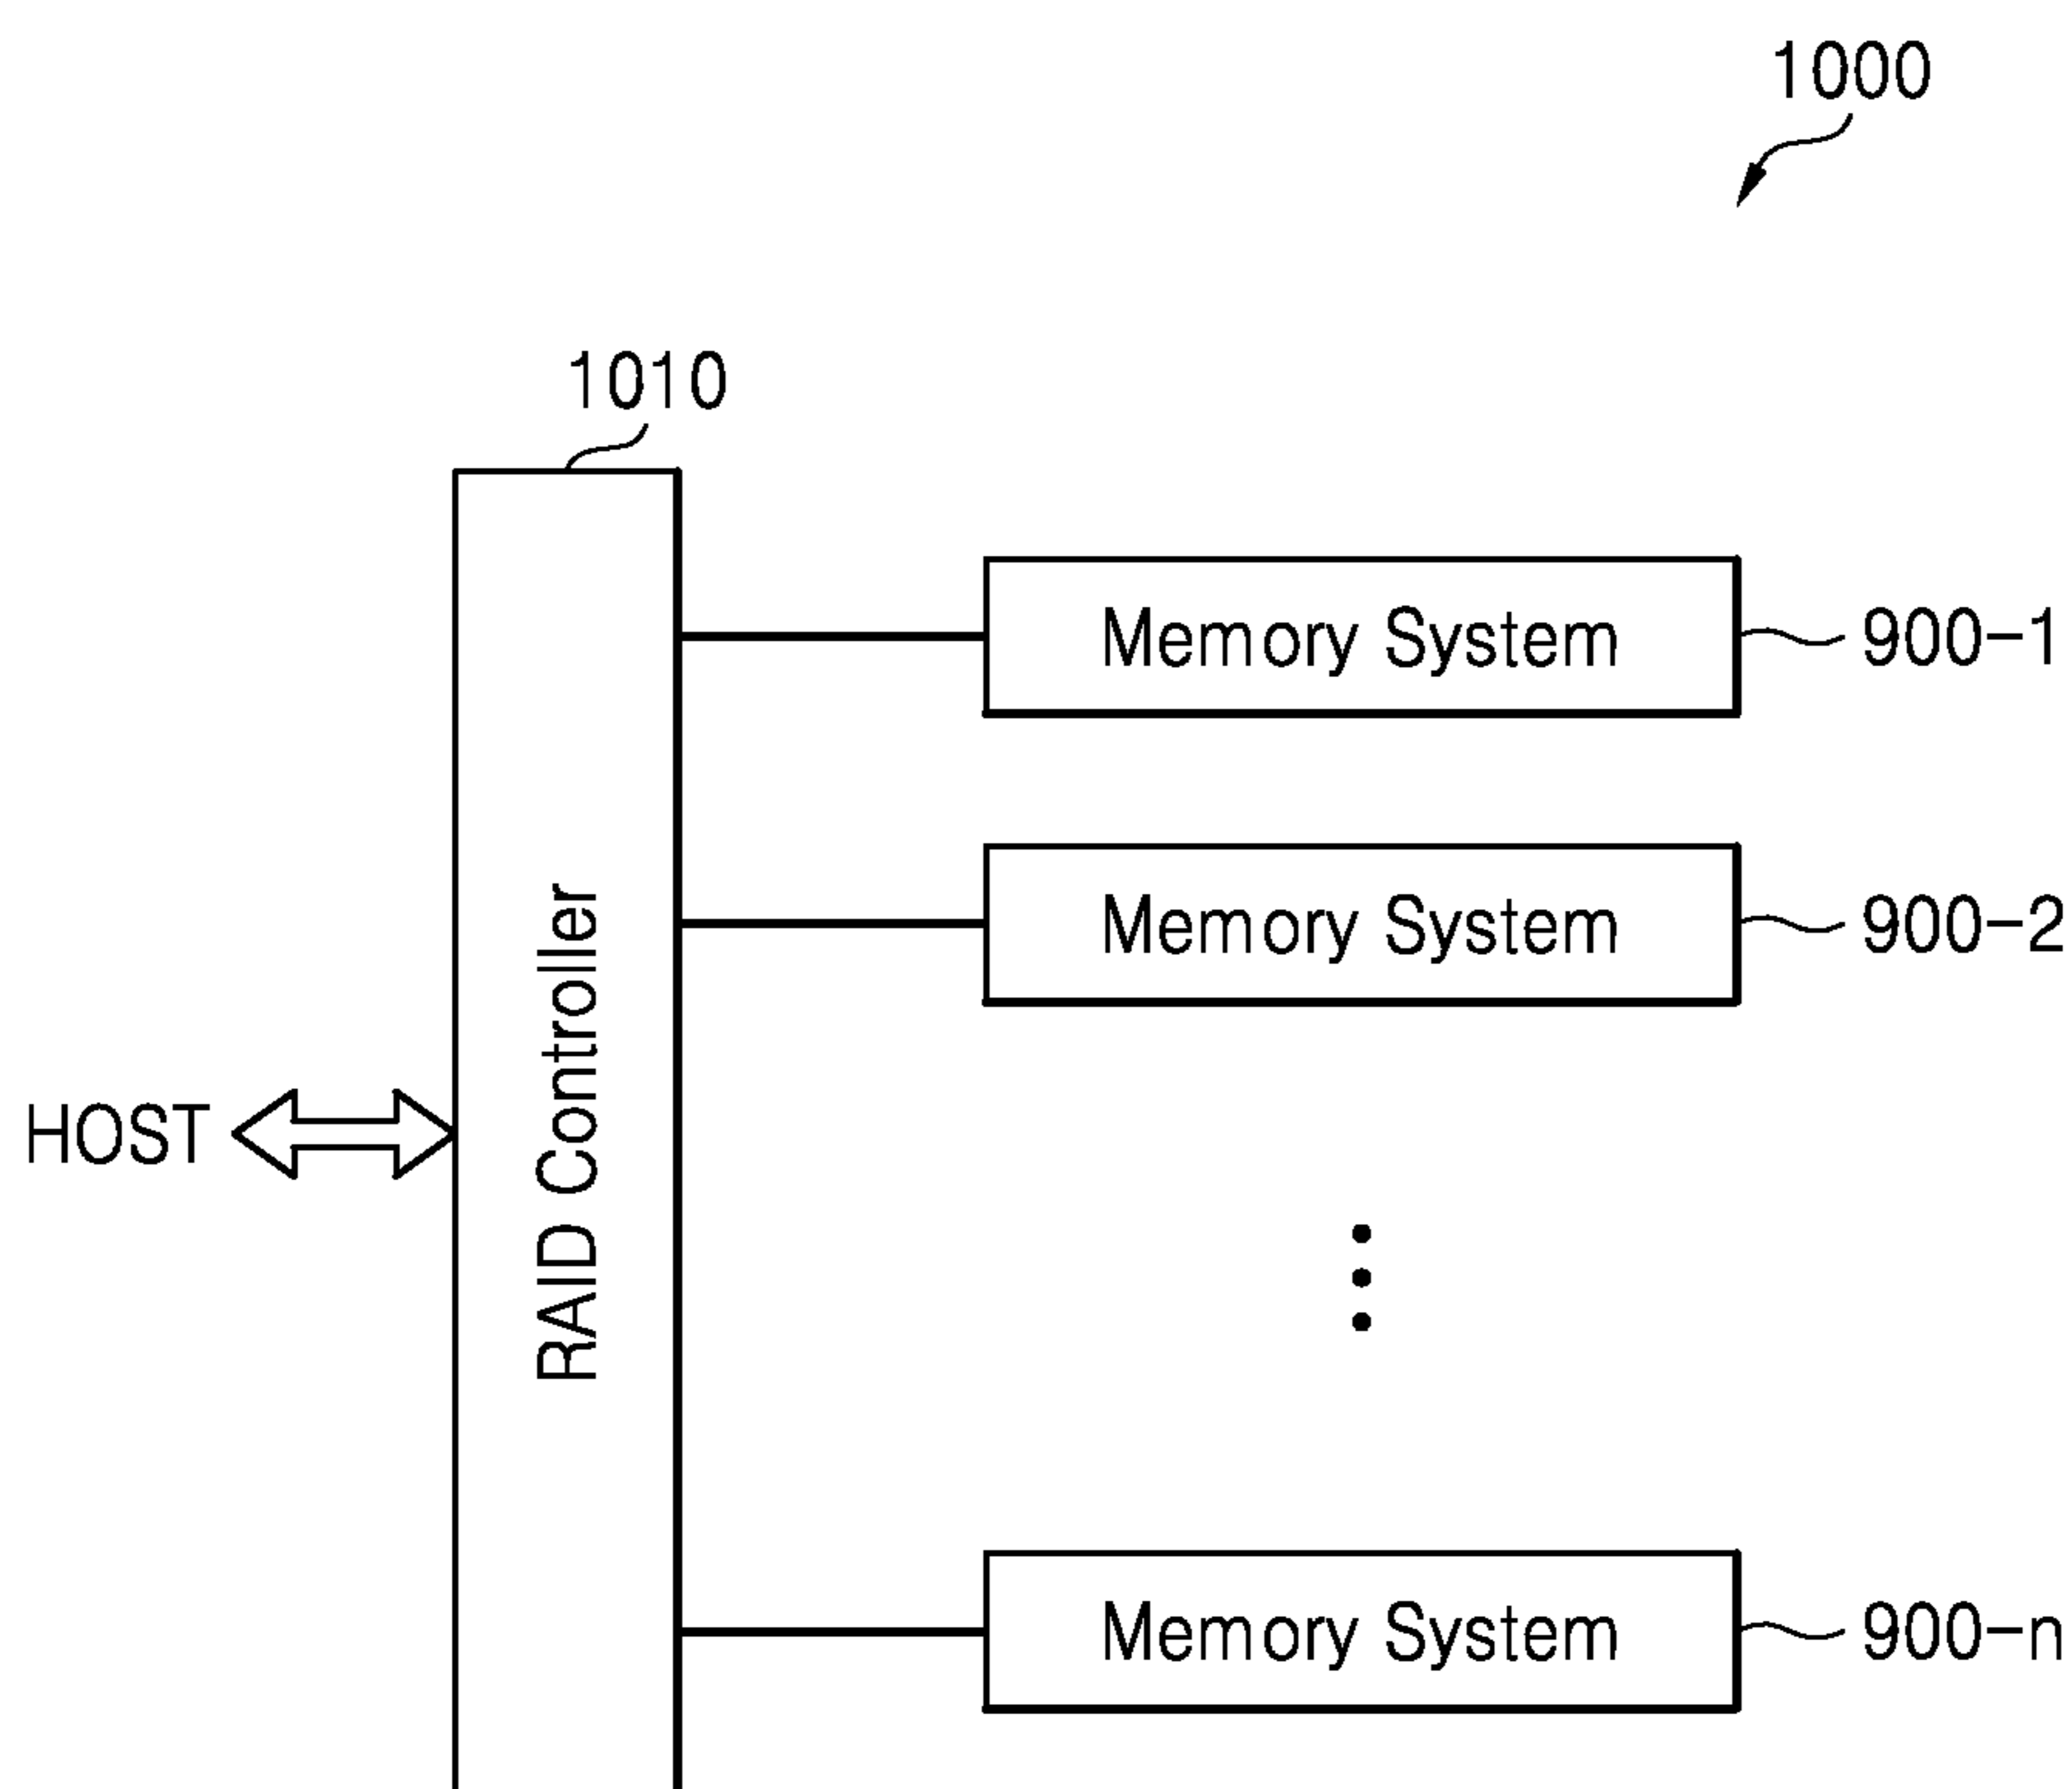 1000
1010
Memory System
900-1
Memory System
900-2
HOST
RAID Controller
Memory System
900-n